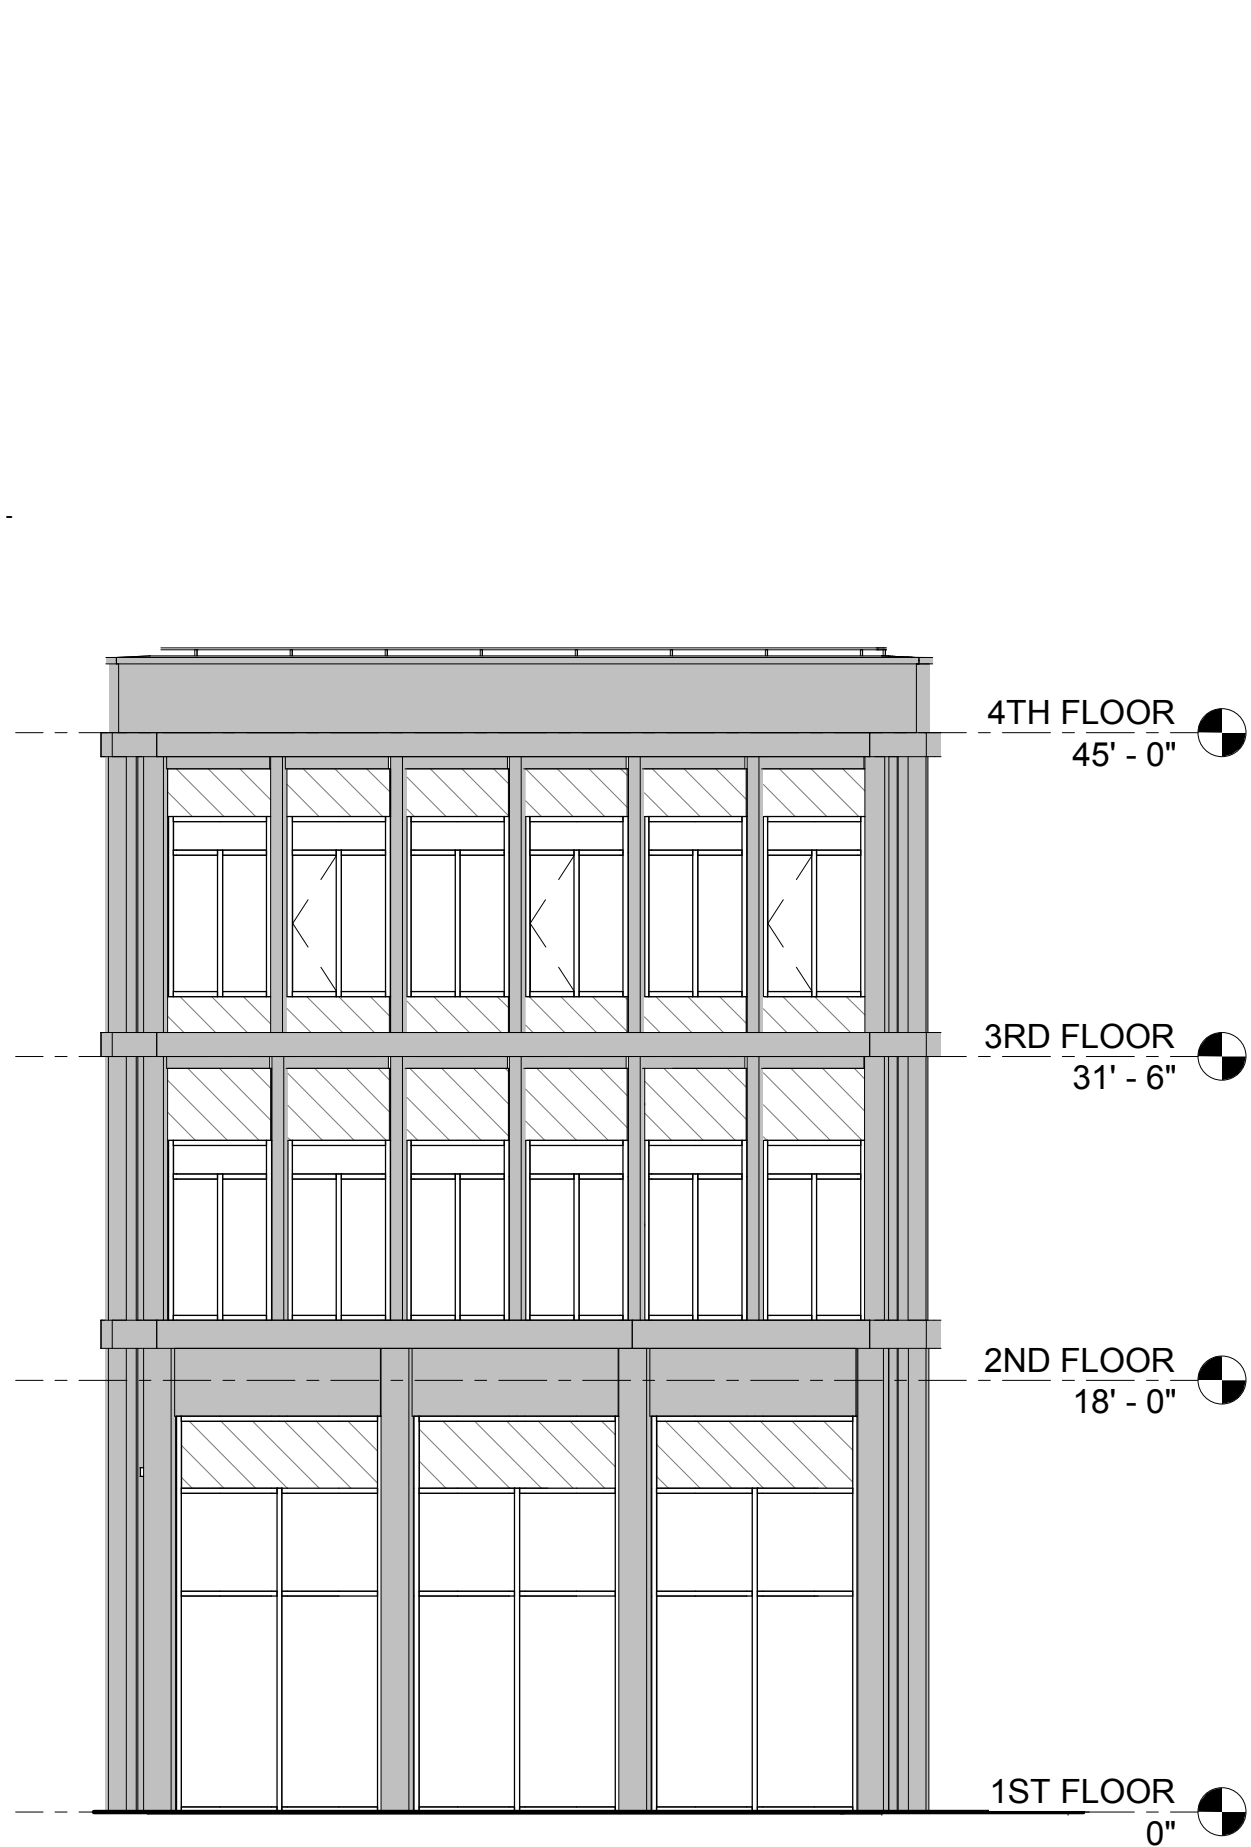 4TH FLOOR
45' - 0"
3RD FLOOR
31' - 6"
2ND FLOOR
18' - 0"
1ST FLOOR
0"